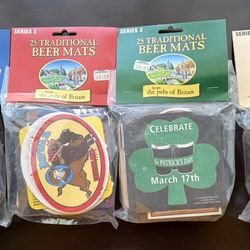 SERIES 2
25 TRADITIONAL
BEER MATS
from
the pubs of Britain
SERIES 3
25 TRADITIONAL
BEER MATS
from
the pubs of Britain
CELEBRATE
ST PATRICK'S DAY
March 17th